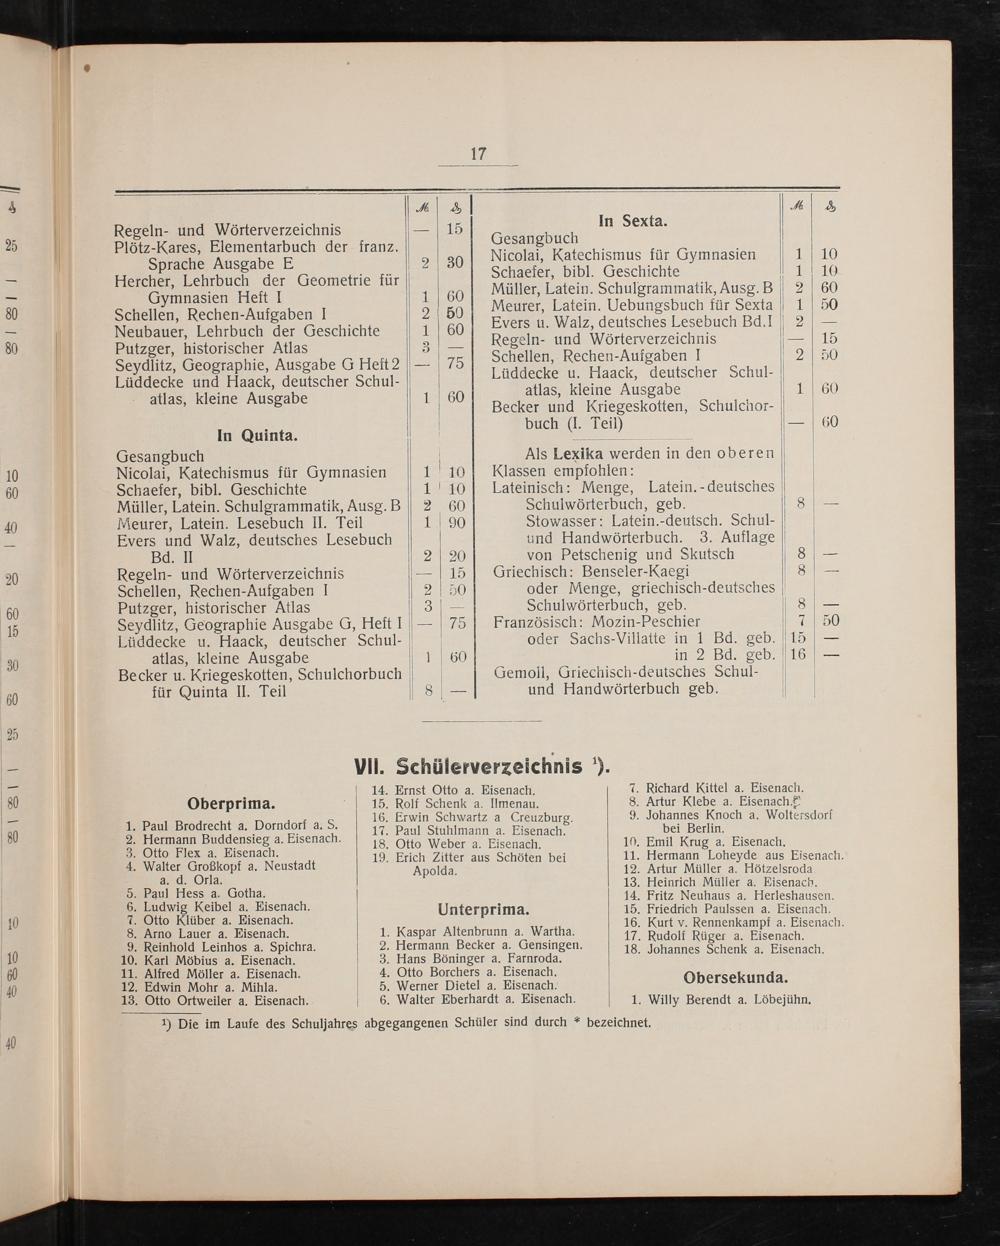 17
ℳ ₰
Regeln- und Wörterverzeichnis — 15
Plötz-Kares, Elementarbuch der franz.
Sprache Ausgabe E 2 30
Hercher, Lehrbuch der Geometrie für
Gymnasien Heft I 1 60
Schellen, Rechen-Aufgaben I 2 50
Neubauer, Lehrbuch der Geschichte 1 60
Putzger, historischer Atlas 3 —
Seydlitz, Geographie, Ausgabe G Heft 2 — 75
Lüddecke und Haack, deutscher Schul-
atlas, kleine Ausgabe 1 60
In Quinta.
Gesangbuch
Nicolai, Katechismus für Gymnasien 1 10
Schaefer, bibl. Geschichte 1 10
Müller, Latein. Schulgrammatik, Ausg. B 2 60
Meurer, Latein. Lesebuch II. Teil 1 90
Evers und Walz, deutsches Lesebuch
Bd. II 2 20
Regeln- und Wörterverzeichnis — 15
Schellen, Rechen-Aufgaben I 2 50
Putzger, historischer Atlas 3 —
Seydlitz, Geographie Ausgabe G, Heft I — 75
Lüddecke u. Haack, deutscher Schul-
atlas, kleine Ausgabe 1 60
Becker u. Kriegeskotten, Schulchorbuch
für Quinta II. Teil 8 —
ℳ ₰
In Sexta.
Gesangbuch
Nicolai, Katechismus für Gymnasien 1 10
Schaefer, bibl. Geschichte 1 10
Müller, Latein. Schulgrammatik, Ausg. B 2 60
Meurer, Latein. Uebungsbuch für Sexta 1 50
Evers u. Walz, deutsches Lesebuch Bd. I 2 —
Regeln- und Wörterverzeichnis — 15
Schellen, Rechen-Aufgaben I 2 50
Lüddecke u. Haack, deutscher Schul-
atlas, kleine Ausgabe 1 60
Becker und Kriegeskotten, Schulchor-
buch (I. Teil) — 60
Als Lexika werden in den oberen
Klassen empfohlen:
Lateinisch: Menge, Latein.-deutsches
Schulwörterbuch, geb. 8 —
Stowasser: Latein.-deutsch. Schul-
und Handwörterbuch. 3. Auflage
von Petschenig und Skutsch 8 —
Griechisch: Benseler-Kaegi 8 —
oder Menge, griechisch-deutsches
Schulwörterbuch, geb. 8 —
Französisch: Mozin-Peschier 7 50
oder Sachs-Villatte in 1 Bd. geb. 15 —
in 2 Bd. geb. 16 —
Gemoll, Griechisch-deutsches Schul-
und Handwörterbuch geb.
VII. Schülerverzeichnis ¹).
Oberprima.
1. Paul Brodrecht a. Dorndorf a. S.
2. Hermann Buddensieg a. Eisenach.
3. Otto Flex a. Eisenach.
4. Walter Großkopf a. Neustadt
a. d. Orla.
5. Paul Hess a. Gotha.
6. Ludwig Keibel a. Eisenach.
7. Otto Klüber a. Eisenach.
8. Arno Lauer a. Eisenach.
9. Reinhold Leinhos a. Spichra.
10. Karl Möbius a. Eisenach.
11. Alfred Möller a. Eisenach.
12. Edwin Mohr a. Mihla.
13. Otto Ortweiler a. Eisenach.
14. Ernst Otto a. Eisenach.
15. Rolf Schenk a. Ilmenau.
16. Erwin Schwartz a Creuzburg.
17. Paul Stuhlmann a. Eisenach.
18. Otto Weber a. Eisenach.
19. Erich Zitter aus Schöten bei
Apolda.
Unterprima.
1. Kaspar Altenbrunn a. Wartha.
2. Hermann Becker a. Gensingen.
3. Hans Böninger a. Farnroda.
4. Otto Borchers a. Eisenach.
5. Werner Dietel a. Eisenach.
6. Walter Eberhardt a. Eisenach.
7. Richard Kittel a. Eisenach.
8. Artur Klebe a. Eisenach.
9. Johannes Knoch a. Woltersdorf
bei Berlin.
10. Emil Krug a. Eisenach.
11. Hermann Loheyde aus Eisenach.
12. Artur Müller a. Hötzelsroda
13. Heinrich Müller a. Eisenach.
14. Fritz Neuhaus a. Herleshausen.
15. Friedrich Paulssen a. Eisenach.
16. Kurt v. Rennenkampf a. Eisenach.
17. Rudolf Rüger a. Eisenach.
18. Johannes Schenk a. Eisenach.
Obersekunda.
1. Willy Berendt a. Löbejühn.
¹) Die im Laufe des Schuljahres abgegangenen Schüler sind durch * bezeichnet.
₰
25
—
—
80
—
80
10
60
40
—
20
60
15
30
60
25
—
80
80
10
10
60
40
40